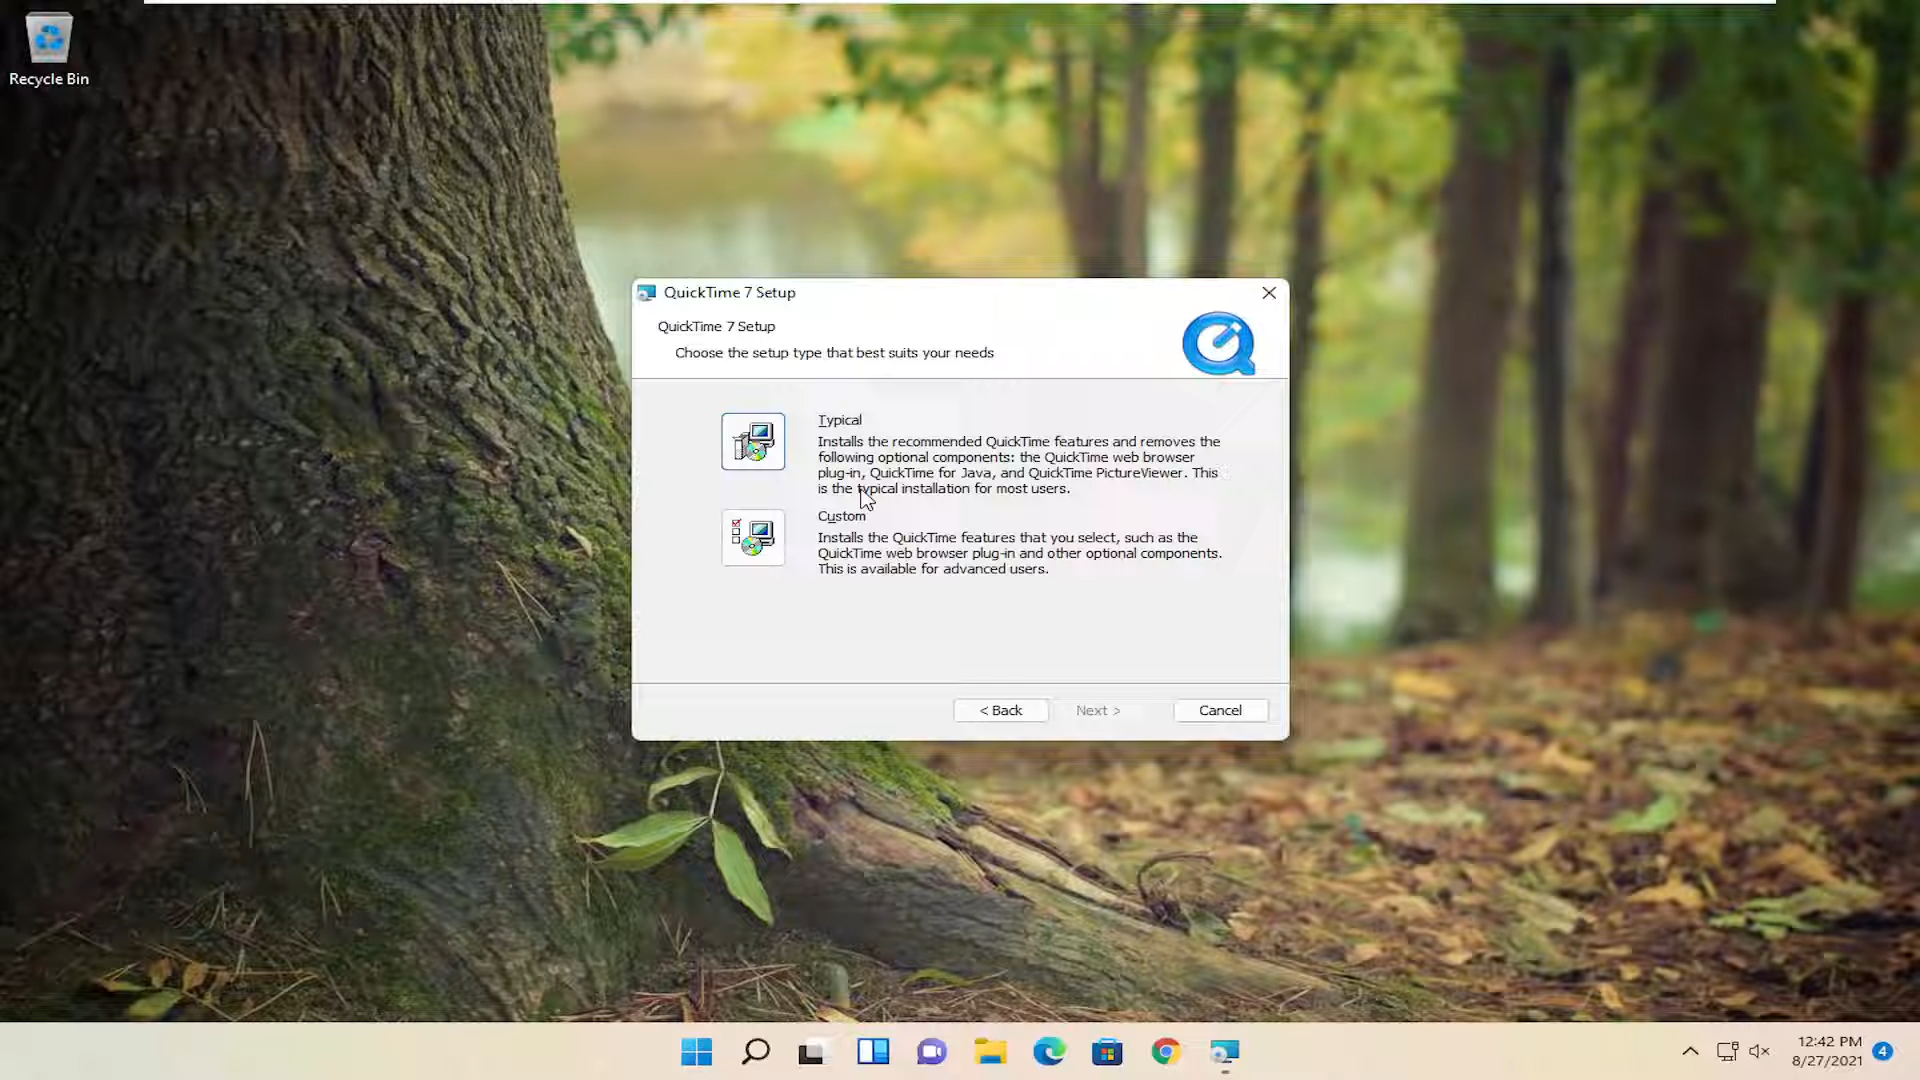 Recycle Bin
QuickTime 7 Setup
QuickTime 7 Setup
Choose the setup type that best suits your needs
Typical
Installs the recommended QuickTime features and removes the
following optional components: the QuickTime web browser
plug-in, QuickTime for Java, and QuickTime PictureViewer. This
is the typical installation for most users.
Custom
Installs the QuickTime features that you select, such as the
QuickTime web browser plug-in and other optional components.
This is available for advanced users.
< Back
Next >
Cancel
12:42 PM
8/27/2021
4